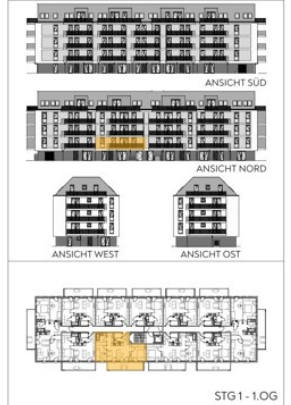 ANSICHT SÜD
ANSICHT NORD
ANSICHT WEST
ANSICHT OST
STG 1 - 1.OG